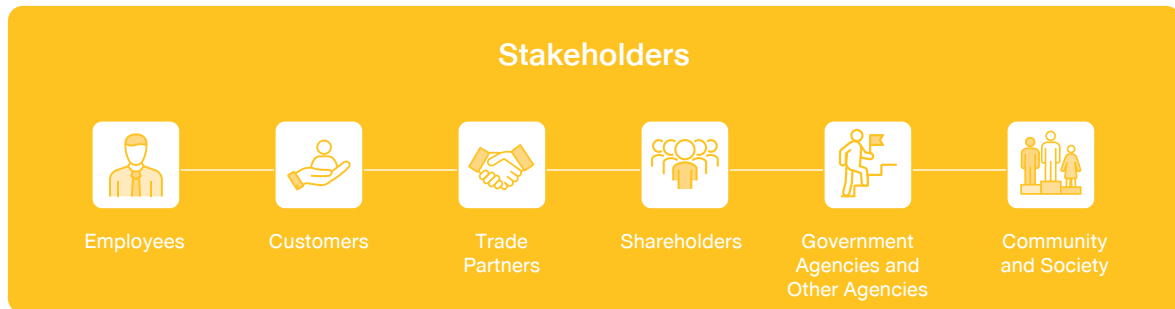 Stakeholders
Employees
Customers
Trade
Partners
Shareholders
Government
Agencies and
Other Agencies
Community
and Society